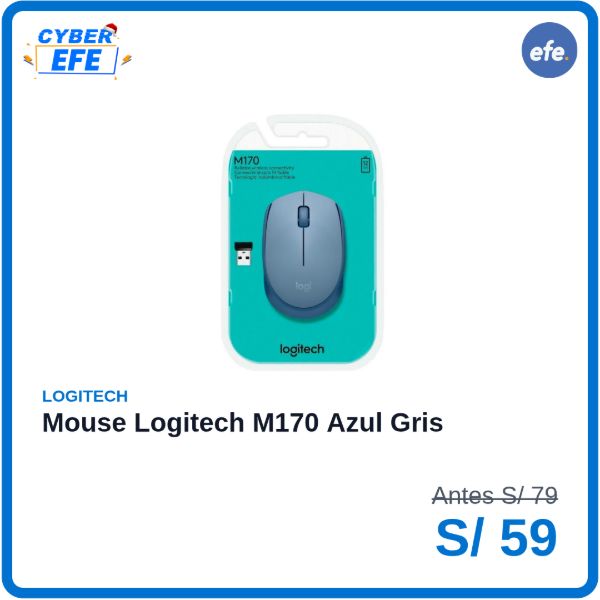 CYBER
EFE
efe.
M170
logi
logitech
LOGITECH
Mouse Logitech M170 Azul Gris
Antes S/ 79
S/ 59